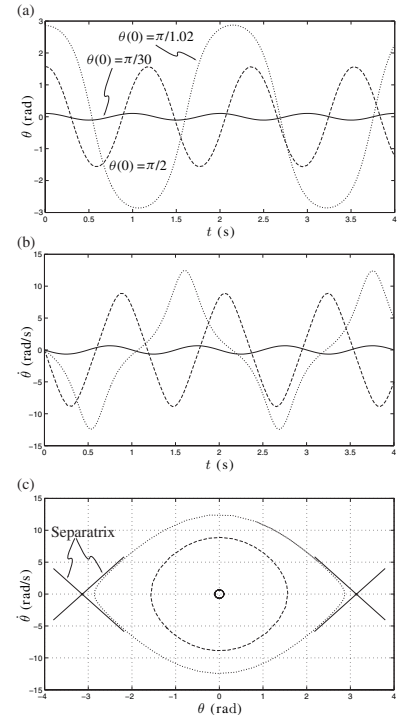 (a)
3
θ(0) = π/1.02
2
θ(0) = π/30
1
0
−1
θ(0) = π/2
−2
−3
θ (rad)
0 0.5 1 1.5 2 2.5 3 3.5 4
t (s)
(b)
15
10
5
0
−5
−10
−15
θ̇ (rad/s)
0 0.5 1 1.5 2 2.5 3 3.5 4
t (s)
(c)
15
10
Separatrix
5
0
−5
−10
−15
θ̇ (rad/s)
−4 −3 −2 −1 0 1 2 3 4
θ (rad)